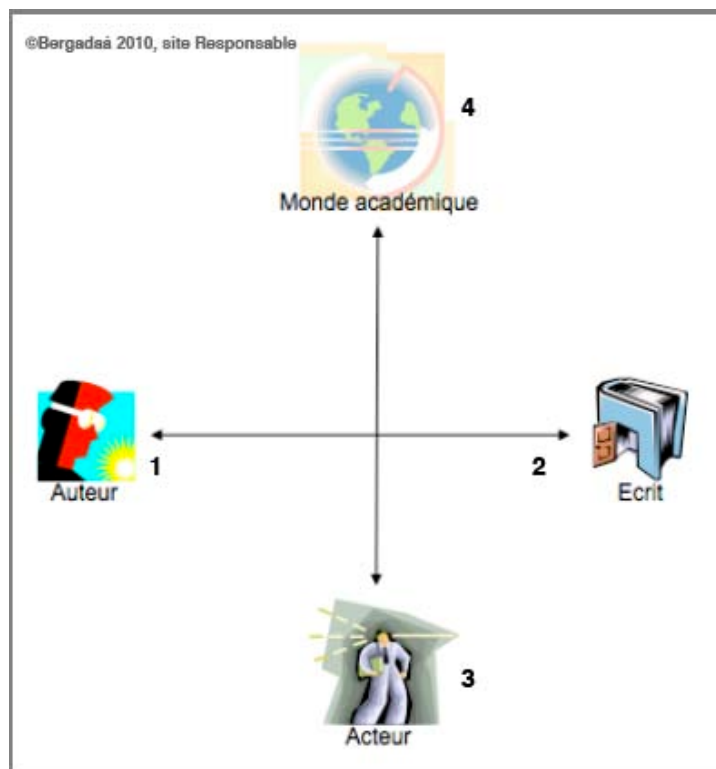 ©Bergadaà 2010, site Responsable
4
Monde académique
1
2
Auteur
Ecrit
3
Acteur